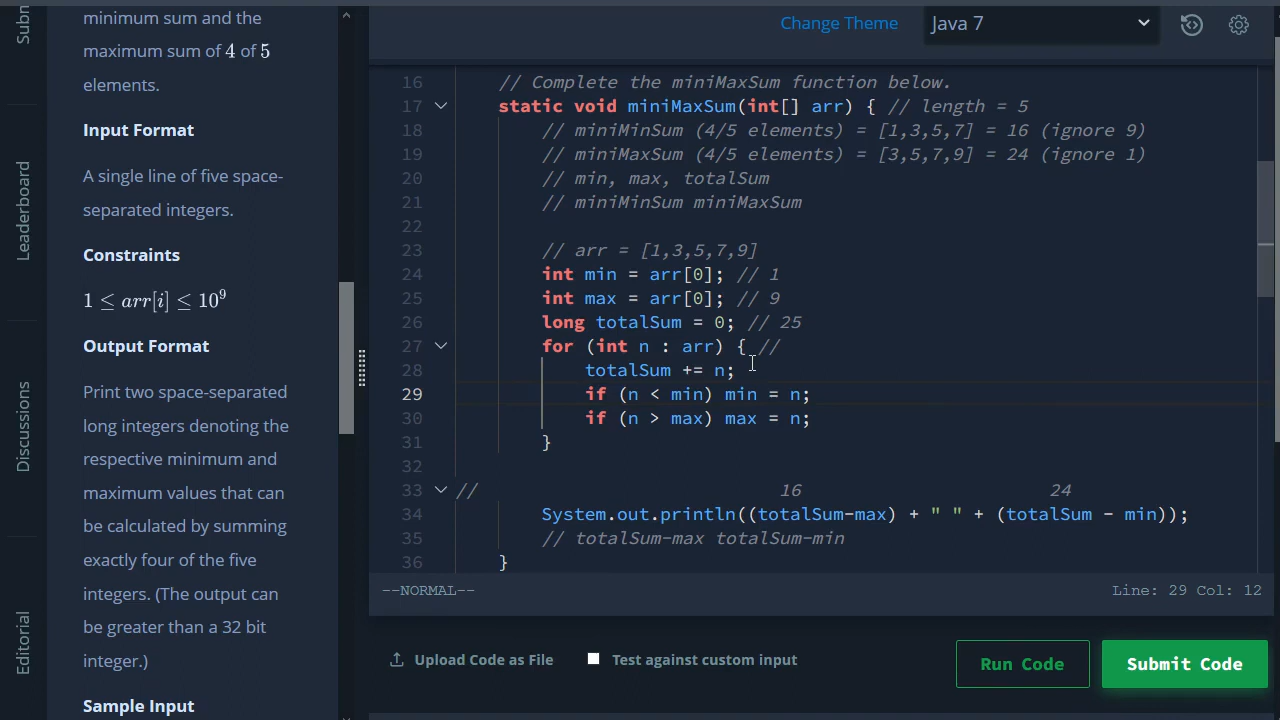 Subn
Leaderboard
Discussions
Editorial
minimum sum and the
maximum sum of 4 of 5
elements.
Input Format
A single line of five space-
separated integers.
Constraints
1 ≤ arr[i] ≤ 10⁹
Output Format
Print two space-separated
long integers denoting the
respective minimum and
maximum values that can
be calculated by summing
exactly four of the five
integers. (The output can
be greater than a 32 bit
integer.)
Sample Input
Change Theme
Java 7
16 // Complete the miniMaxSum function below.
17 static void miniMaxSum(int[] arr) { // length = 5
18 // miniMinSum (4/5 elements) = [1,3,5,7] = 16 (ignore 9)
19 // miniMaxSum (4/5 elements) = [3,5,7,9] = 24 (ignore 1)
20 // min, max, totalSum
21 // miniMinSum miniMaxSum
22
23 // arr = [1,3,5,7,9]
24 int min = arr[0]; // 1
25 int max = arr[0]; // 9
26 long totalSum = 0; // 25
27 for (int n : arr) { //
28 totalSum += n;
29 if (n < min) min = n;
30 if (n > max) max = n;
31 }
32
33 // 16 24
34 System.out.println((totalSum-max) + " " + (totalSum - min));
35 // totalSum-max totalSum-min
36 }
--NORMAL--
Line: 29 Col: 12
Upload Code as File
Test against custom input
Run Code
Submit Code